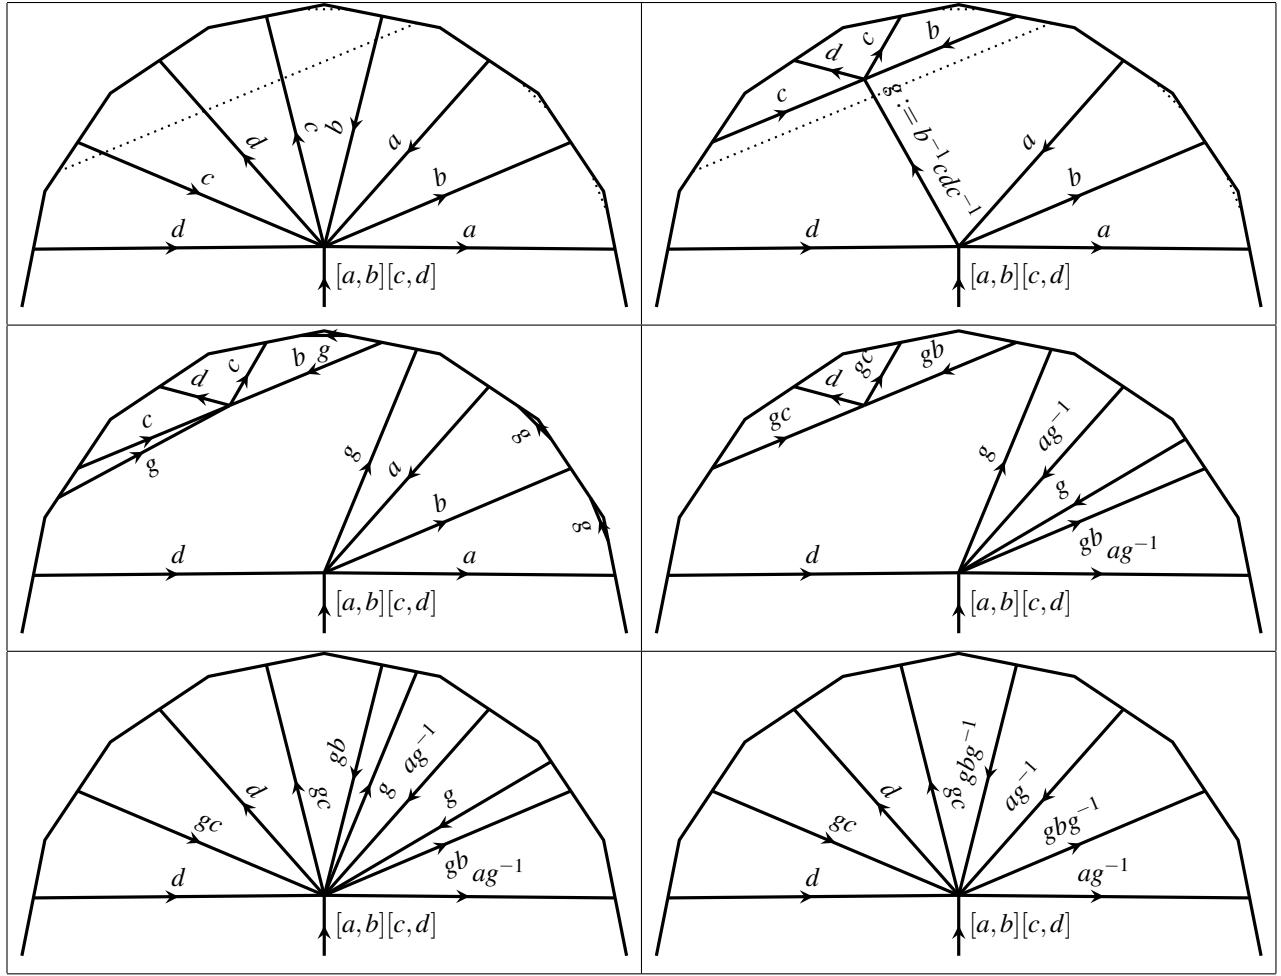 d
c
d
c
b
a
b
a
[a, b][c, d]
d
c
d
c
b
g := b⁻¹cdc⁻¹
a
b
a
[a, b][c, d]
d
c
g
d
c
b
g
g
a
b
g
g
a
[a, b][c, d]
d
gc
d
gc
gb
g
ag⁻¹
g
gb
ag⁻¹
[a, b][c, d]
d
gc
d
gc
gb
g
ag⁻¹
g
gb
ag⁻¹
[a, b][c, d]
d
gc
d
gc
gbg⁻¹
ag⁻¹
gbg⁻¹
ag⁻¹
[a, b][c, d]